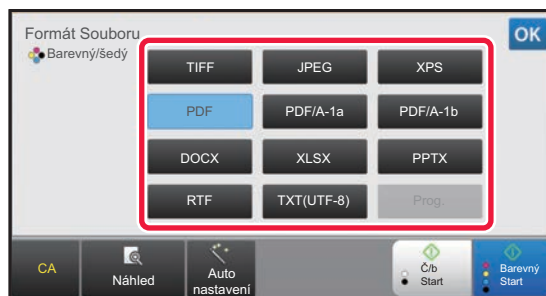 Formát Souboru
OK
Barevný/šedý
TIFF
JPEG
XPS
PDF
PDF/A-1a
PDF/A-1b
DOCX
XLSX
PPTX
RTF
TXT(UTF-8)
Prog.
CA
Náhled
Auto
nastavení
Č/b
Start
Barevný
Start